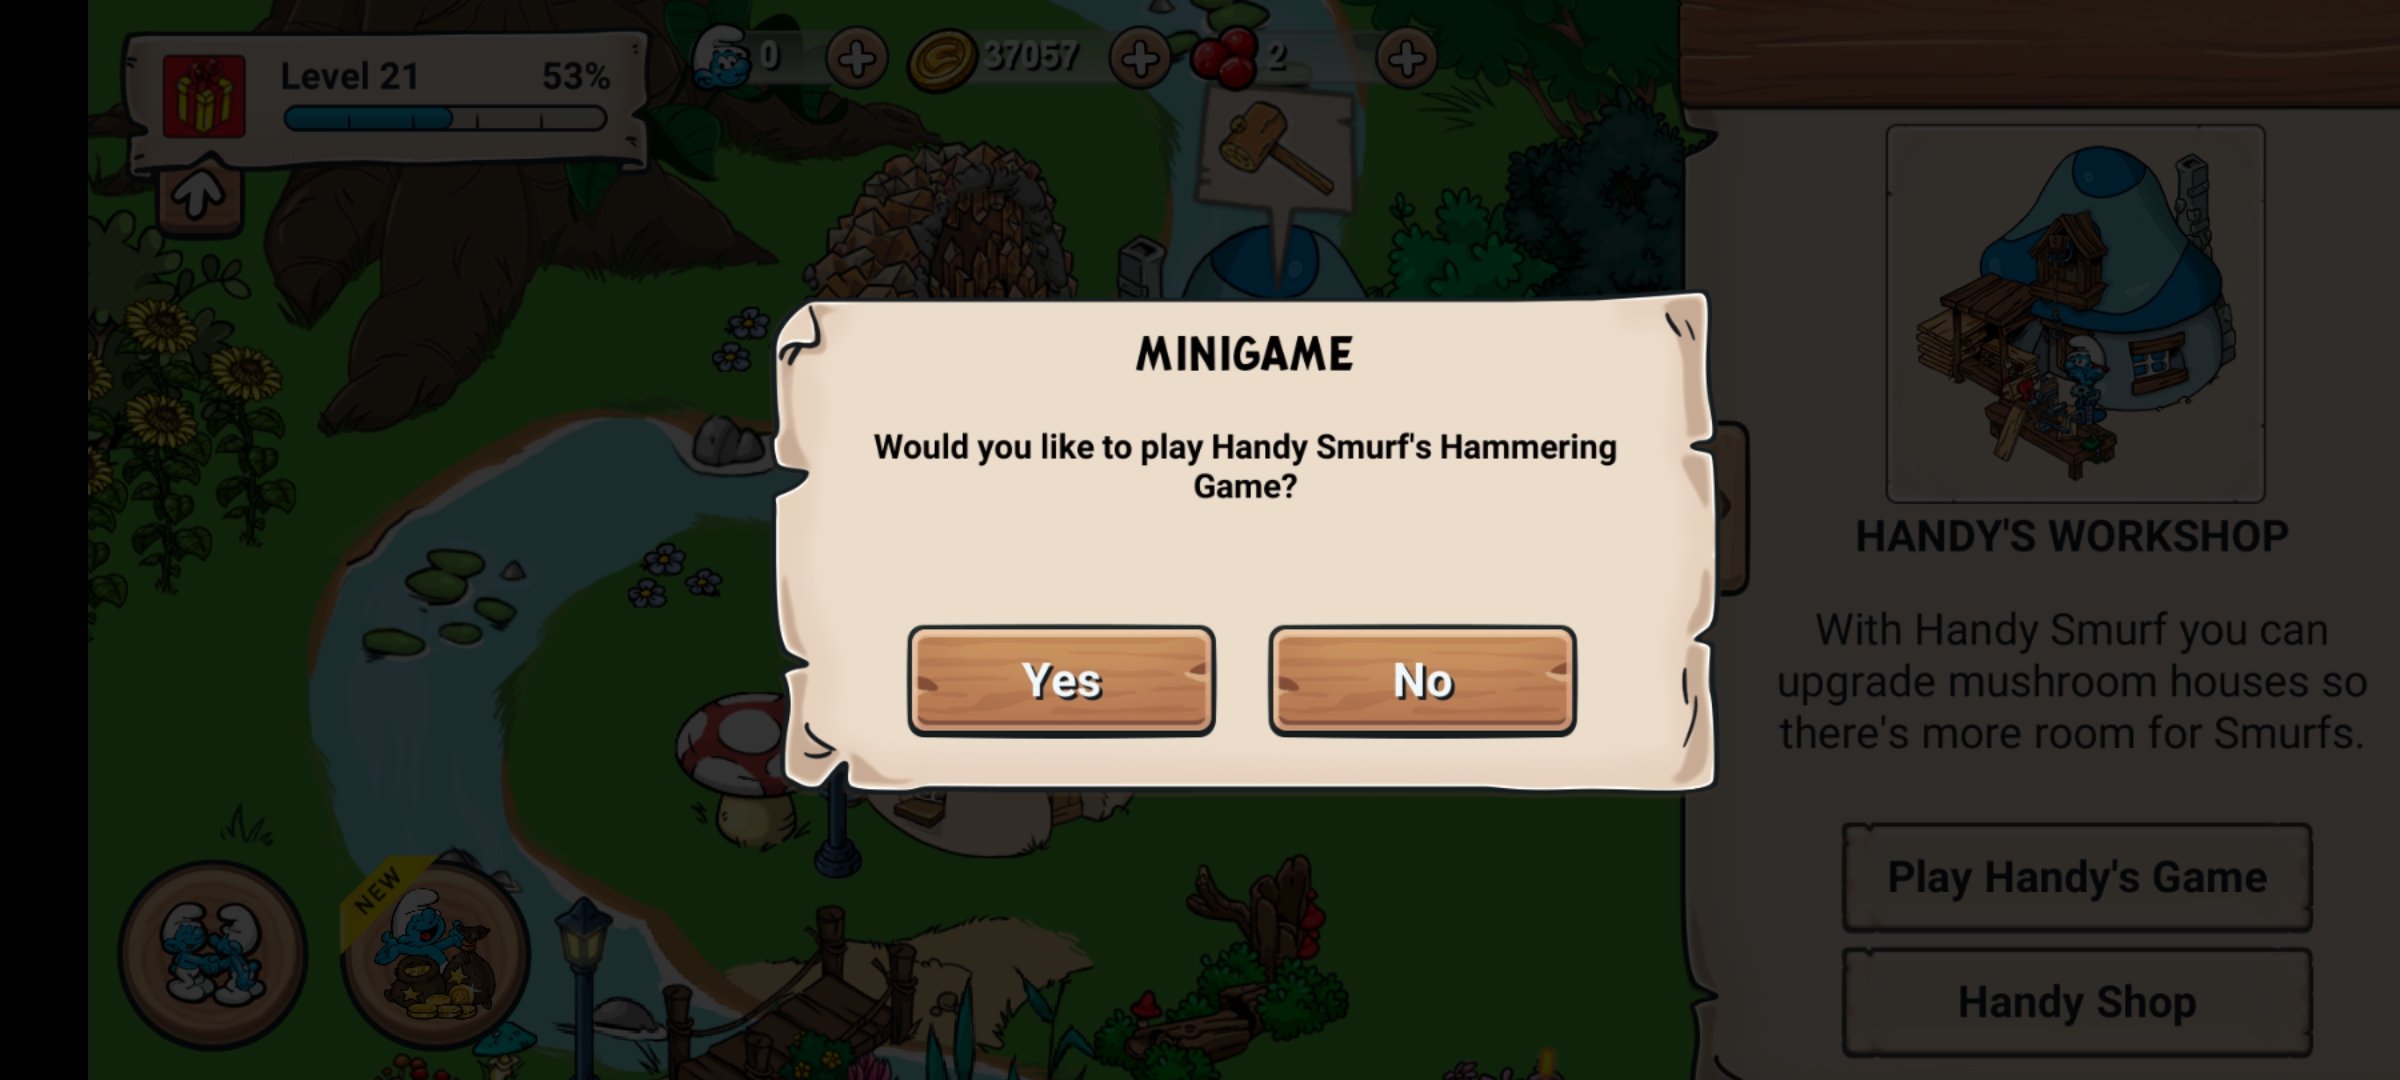 Level 21
53%
0
37057
2
MINIGAME
Would you like to play Handy Smurf's Hammering
Game?
Yes
No
HANDY'S WORKSHOP
With Handy Smurf you can
upgrade mushroom houses so
there's more room for Smurfs.
Play Handy's Game
Handy Shop
NEW